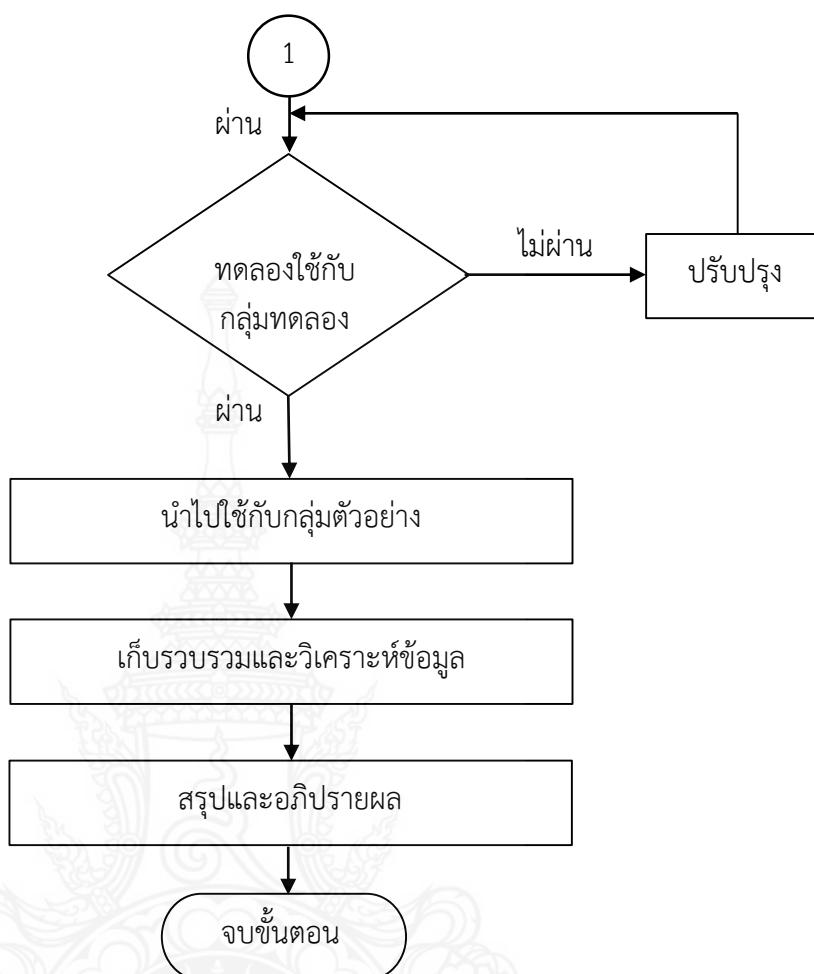 1
ผ่าน
ทดลองใช้กับ
กลุ่มทดลอง
ไม่ผ่าน
ปรับปรุง
ผ่าน
นำไปใช้กับกลุ่มตัวอย่าง
เก็บรวบรวมและวิเคราะห์ข้อมูล
สรุปและอภิปรายผล
จบขั้นตอน